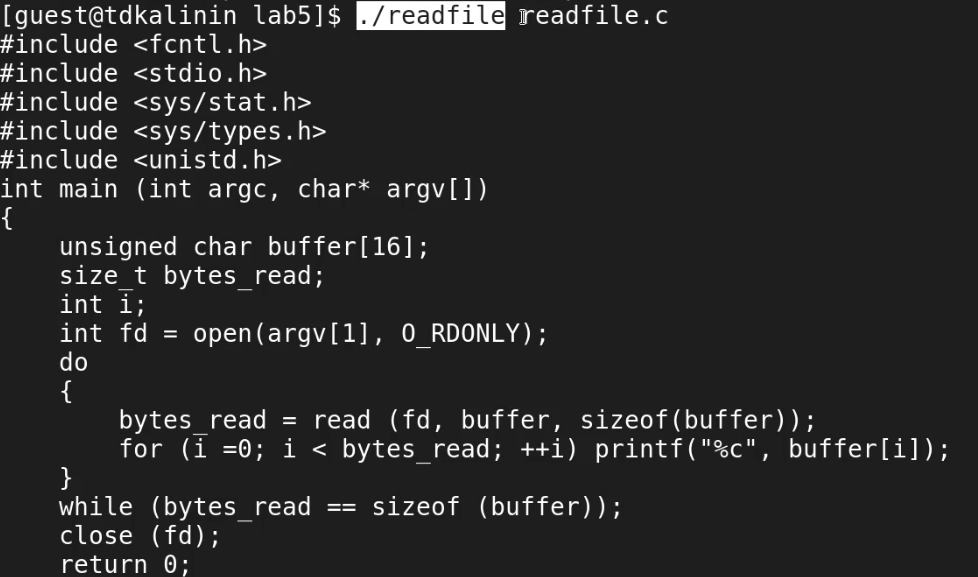 [guest@tdkalinin lab5]$ ./readfile readfile.c
#include <fcntl.h>
#include <stdio.h>
#include <sys/stat.h>
#include <sys/types.h>
#include <unistd.h>
int main (int argc, char* argv[])
{
    unsigned char buffer[16];
    size_t bytes_read;
    int i;
    int fd = open(argv[1], O_RDONLY);
    do
    {
        bytes_read = read (fd, buffer, sizeof(buffer));
        for (i =0; i < bytes_read; ++i) printf("%c", buffer[i]);
    }
    while (bytes_read == sizeof (buffer));
    close (fd);
    return 0;